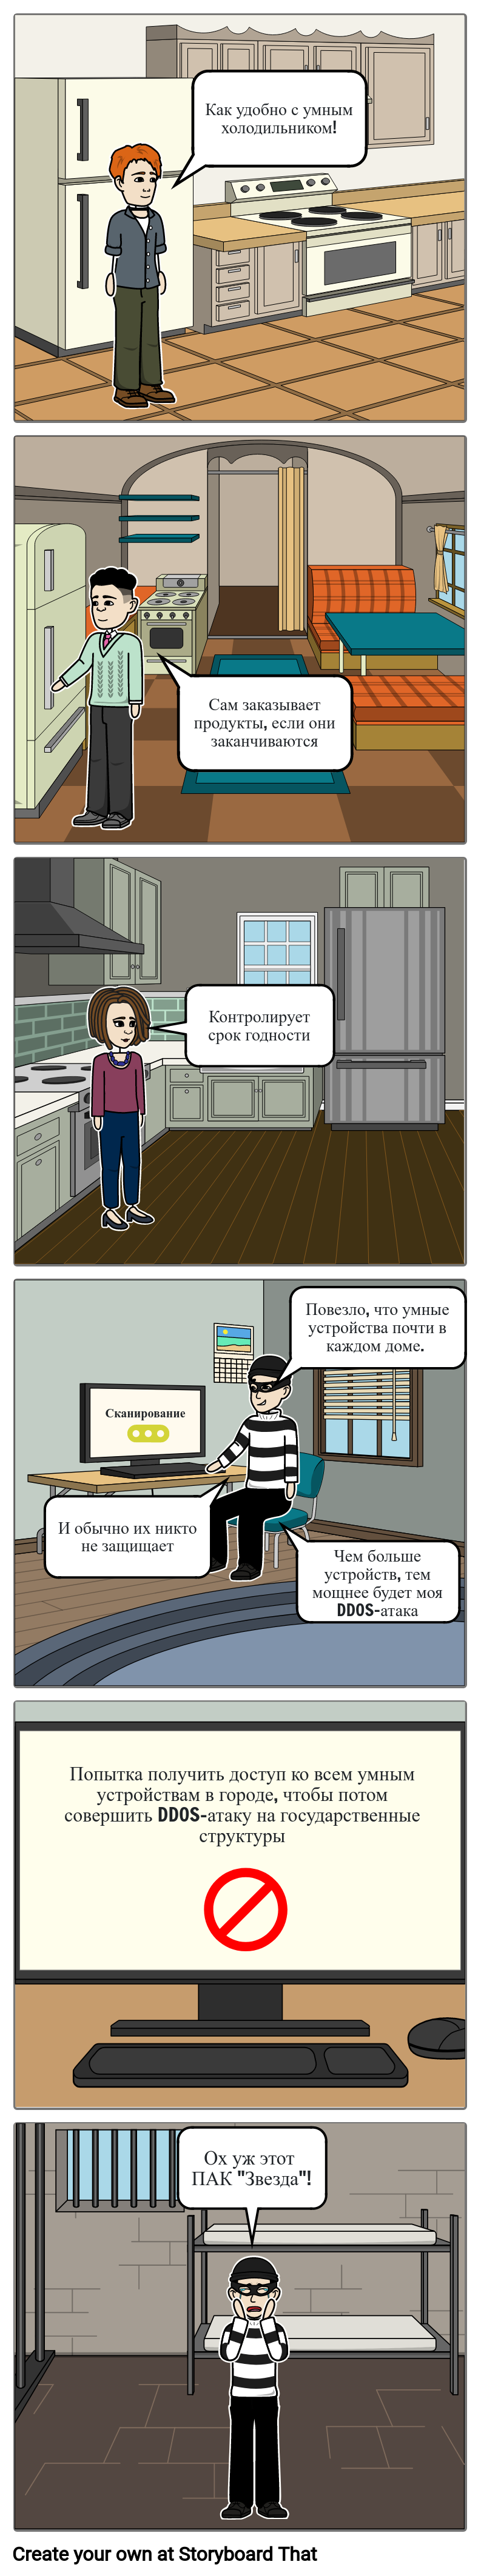 Как удобно с умным
холодильником!
Сам заказывает
продукты, если они
заканчиваются
Контролирует
срок годности
Повезло, что умные
устройства почти в
каждом доме.
Сканирование
И обычно их никто
не защищает
Чем больше
устройств, тем
мощнее будет моя
DDOS-атака
Попытка получить доступ ко всем умным
устройствам в городе, чтобы потом
совершить DDOS-атаку на государственные
структуры
Ох уж этот
ПАК "Звезда"!
Create your own at Storyboard That